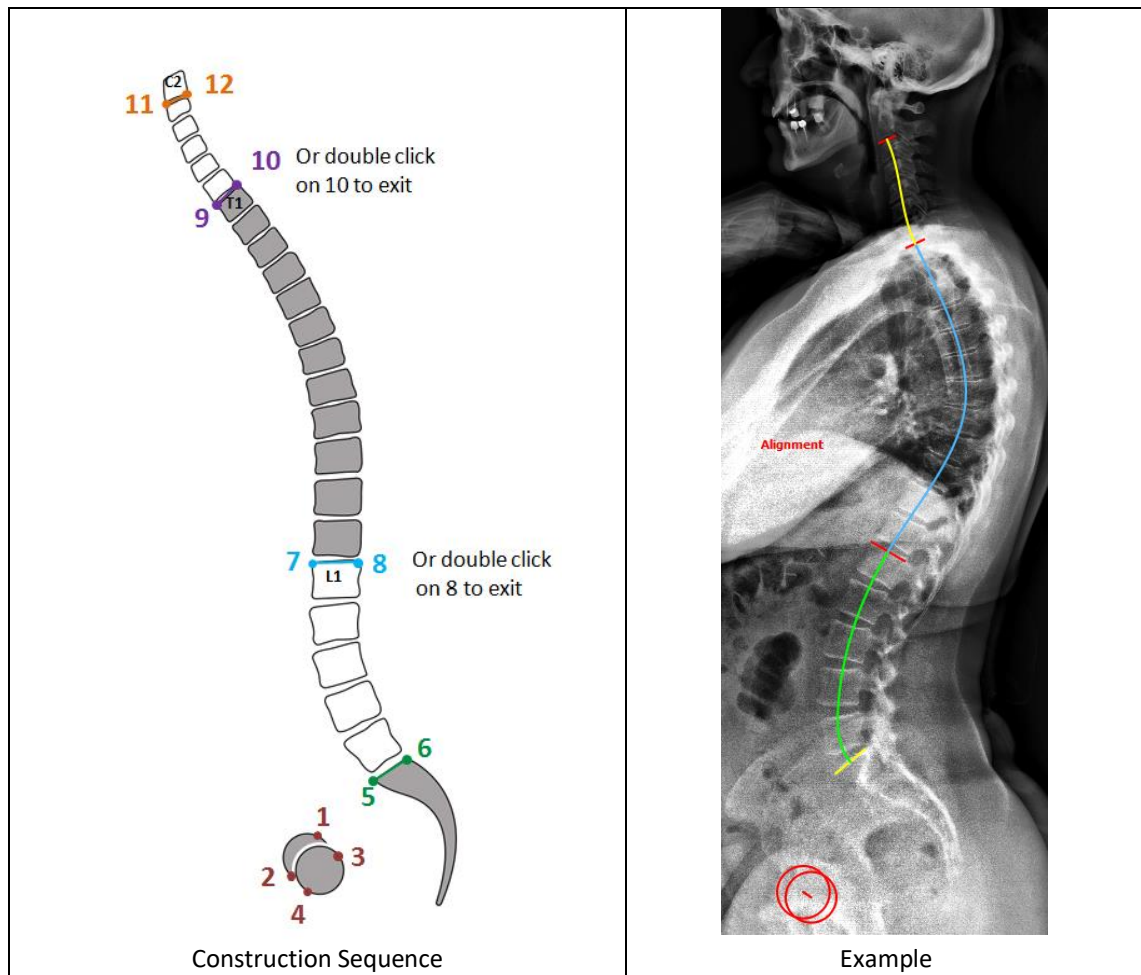 C2
11
12
10
Or double click
on 10 to exit
T1
9
7
8
Or double click
on 8 to exit
L1
6
5
1
3
2
4
Construction Sequence
Alignment
Example